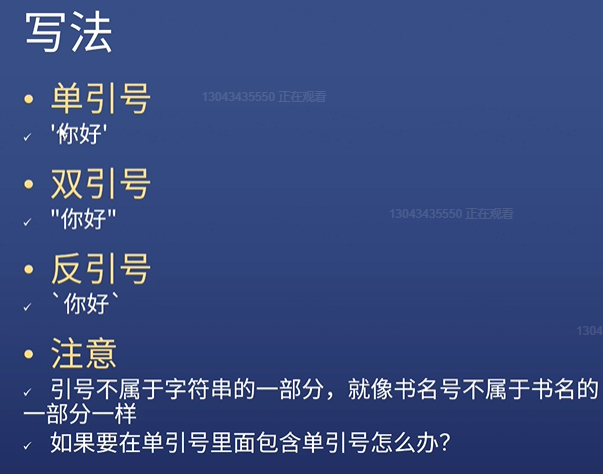 写法
• 单引号
13043435550 正在观看
✓ '你好'
• 双引号
✓ "你好"
13043435550 正在观看
• 反引号
✓ `你好`
1304
• 注意
✓ 引号不属于字符串的一部分，就像书名号不属于书名的
一部分一样
✓ 如果要在单引号里面包含单引号怎么办？